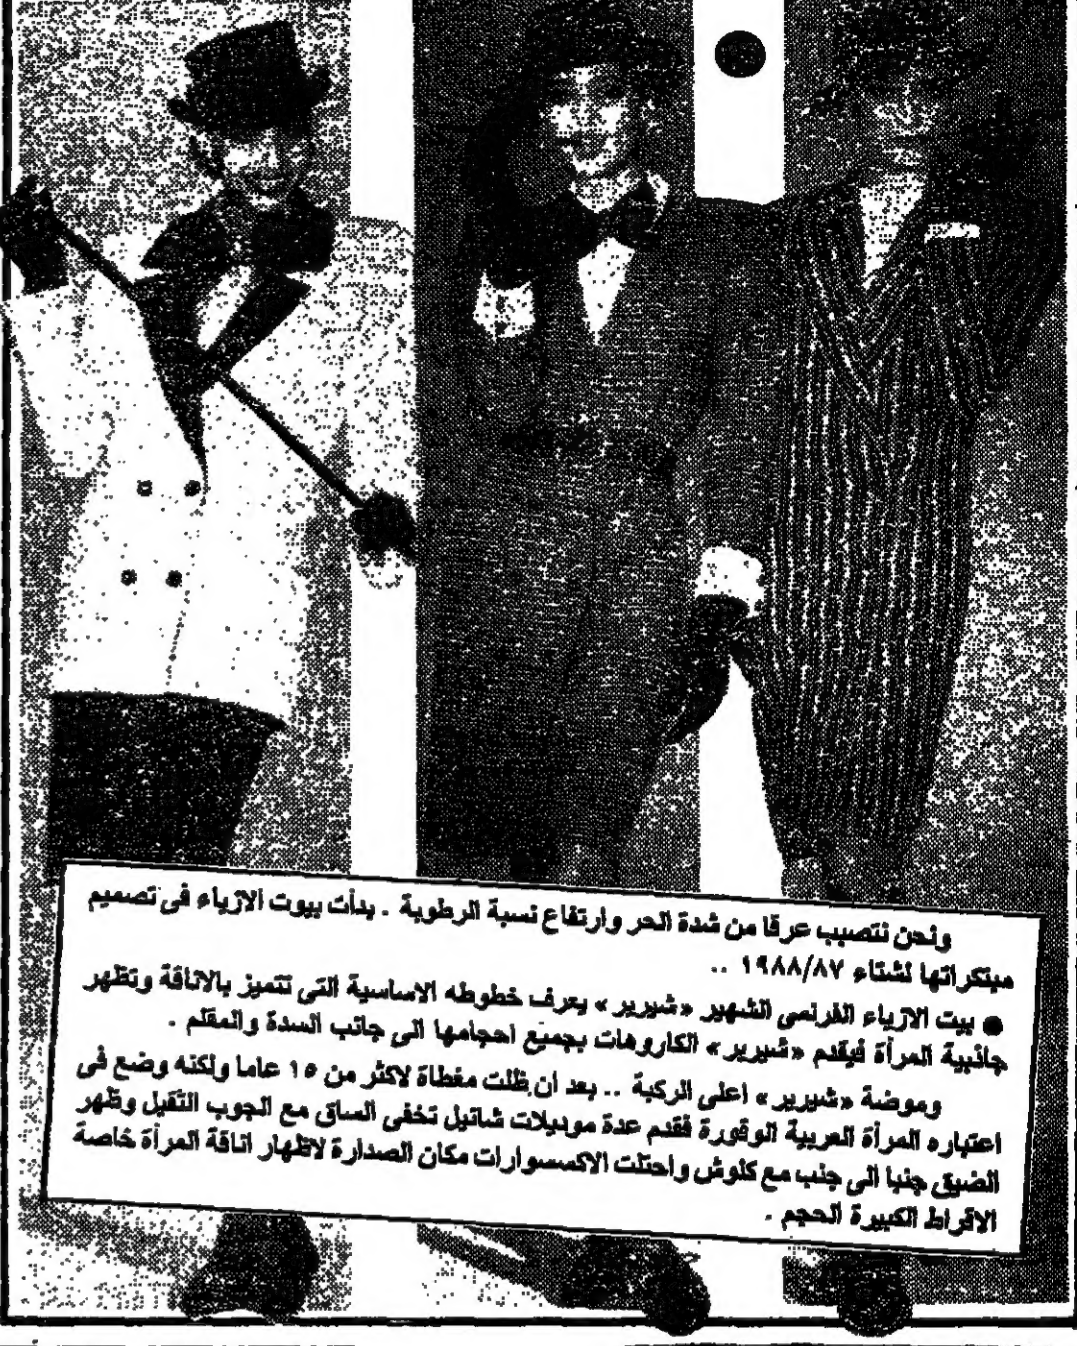 ونحن نتصبب عرقا من شدة الحر وارتفاع نسبة الرطوبة . بدأت بيوت الازياء فى تصميم
مبتكراتها لشتاء ١٩٨٨/٨٧ ..
● بيت الازياء الفرنسى الشهير «شيرير» يعرف خطوطه الاساسية التى تتميز بالاناقة وتظهر
جاذبية المرأة فيقدم «شيرير» الكاروهات بجميع احجامها الى جانب السدة والمقلم .
وموضة «شيرير» اعلى الركبة .. بعد ان ظلت مغطاة لاكثر من ١٥ عاما ولكنه وضع فى
اعتباره المرأة العربية الوقورة فقدم عدة موديلات شانيل تخفى الساق مع الجوب الثقيل وظهر
الضيق جنبا الى جنب مع كلوش واحتلت الاكسسوارات مكان الصدارة لاظهار اناقة المرأة خاصة
الاقراط الكبيرة الحجم .